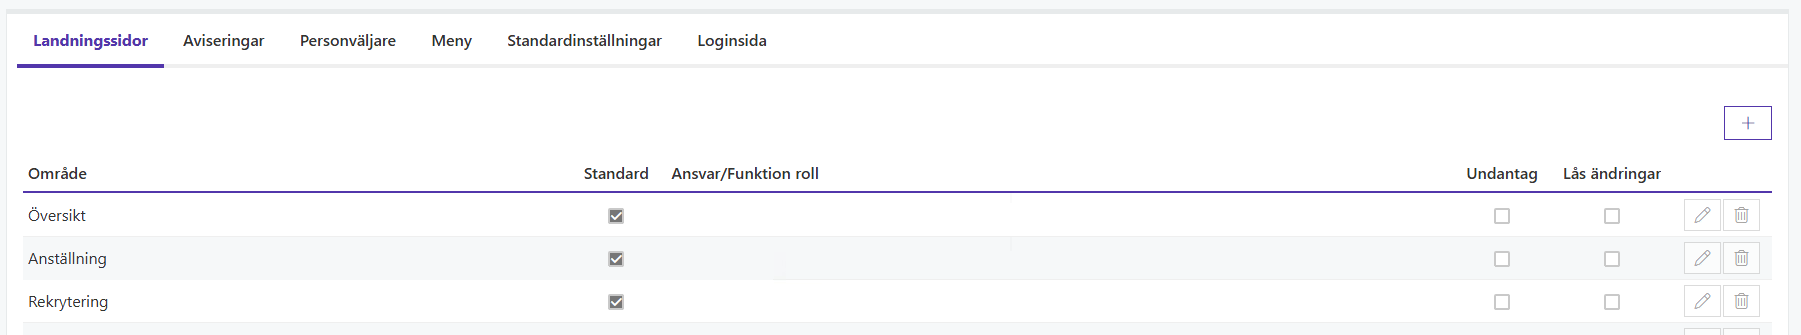 Landningssidor Aviseringar Personväljare Meny Standardinställningar Loginsida
Område Standard Ansvar/Funktion roll Undantag Lås ändringar
Översikt
Anställning
Rekrytering